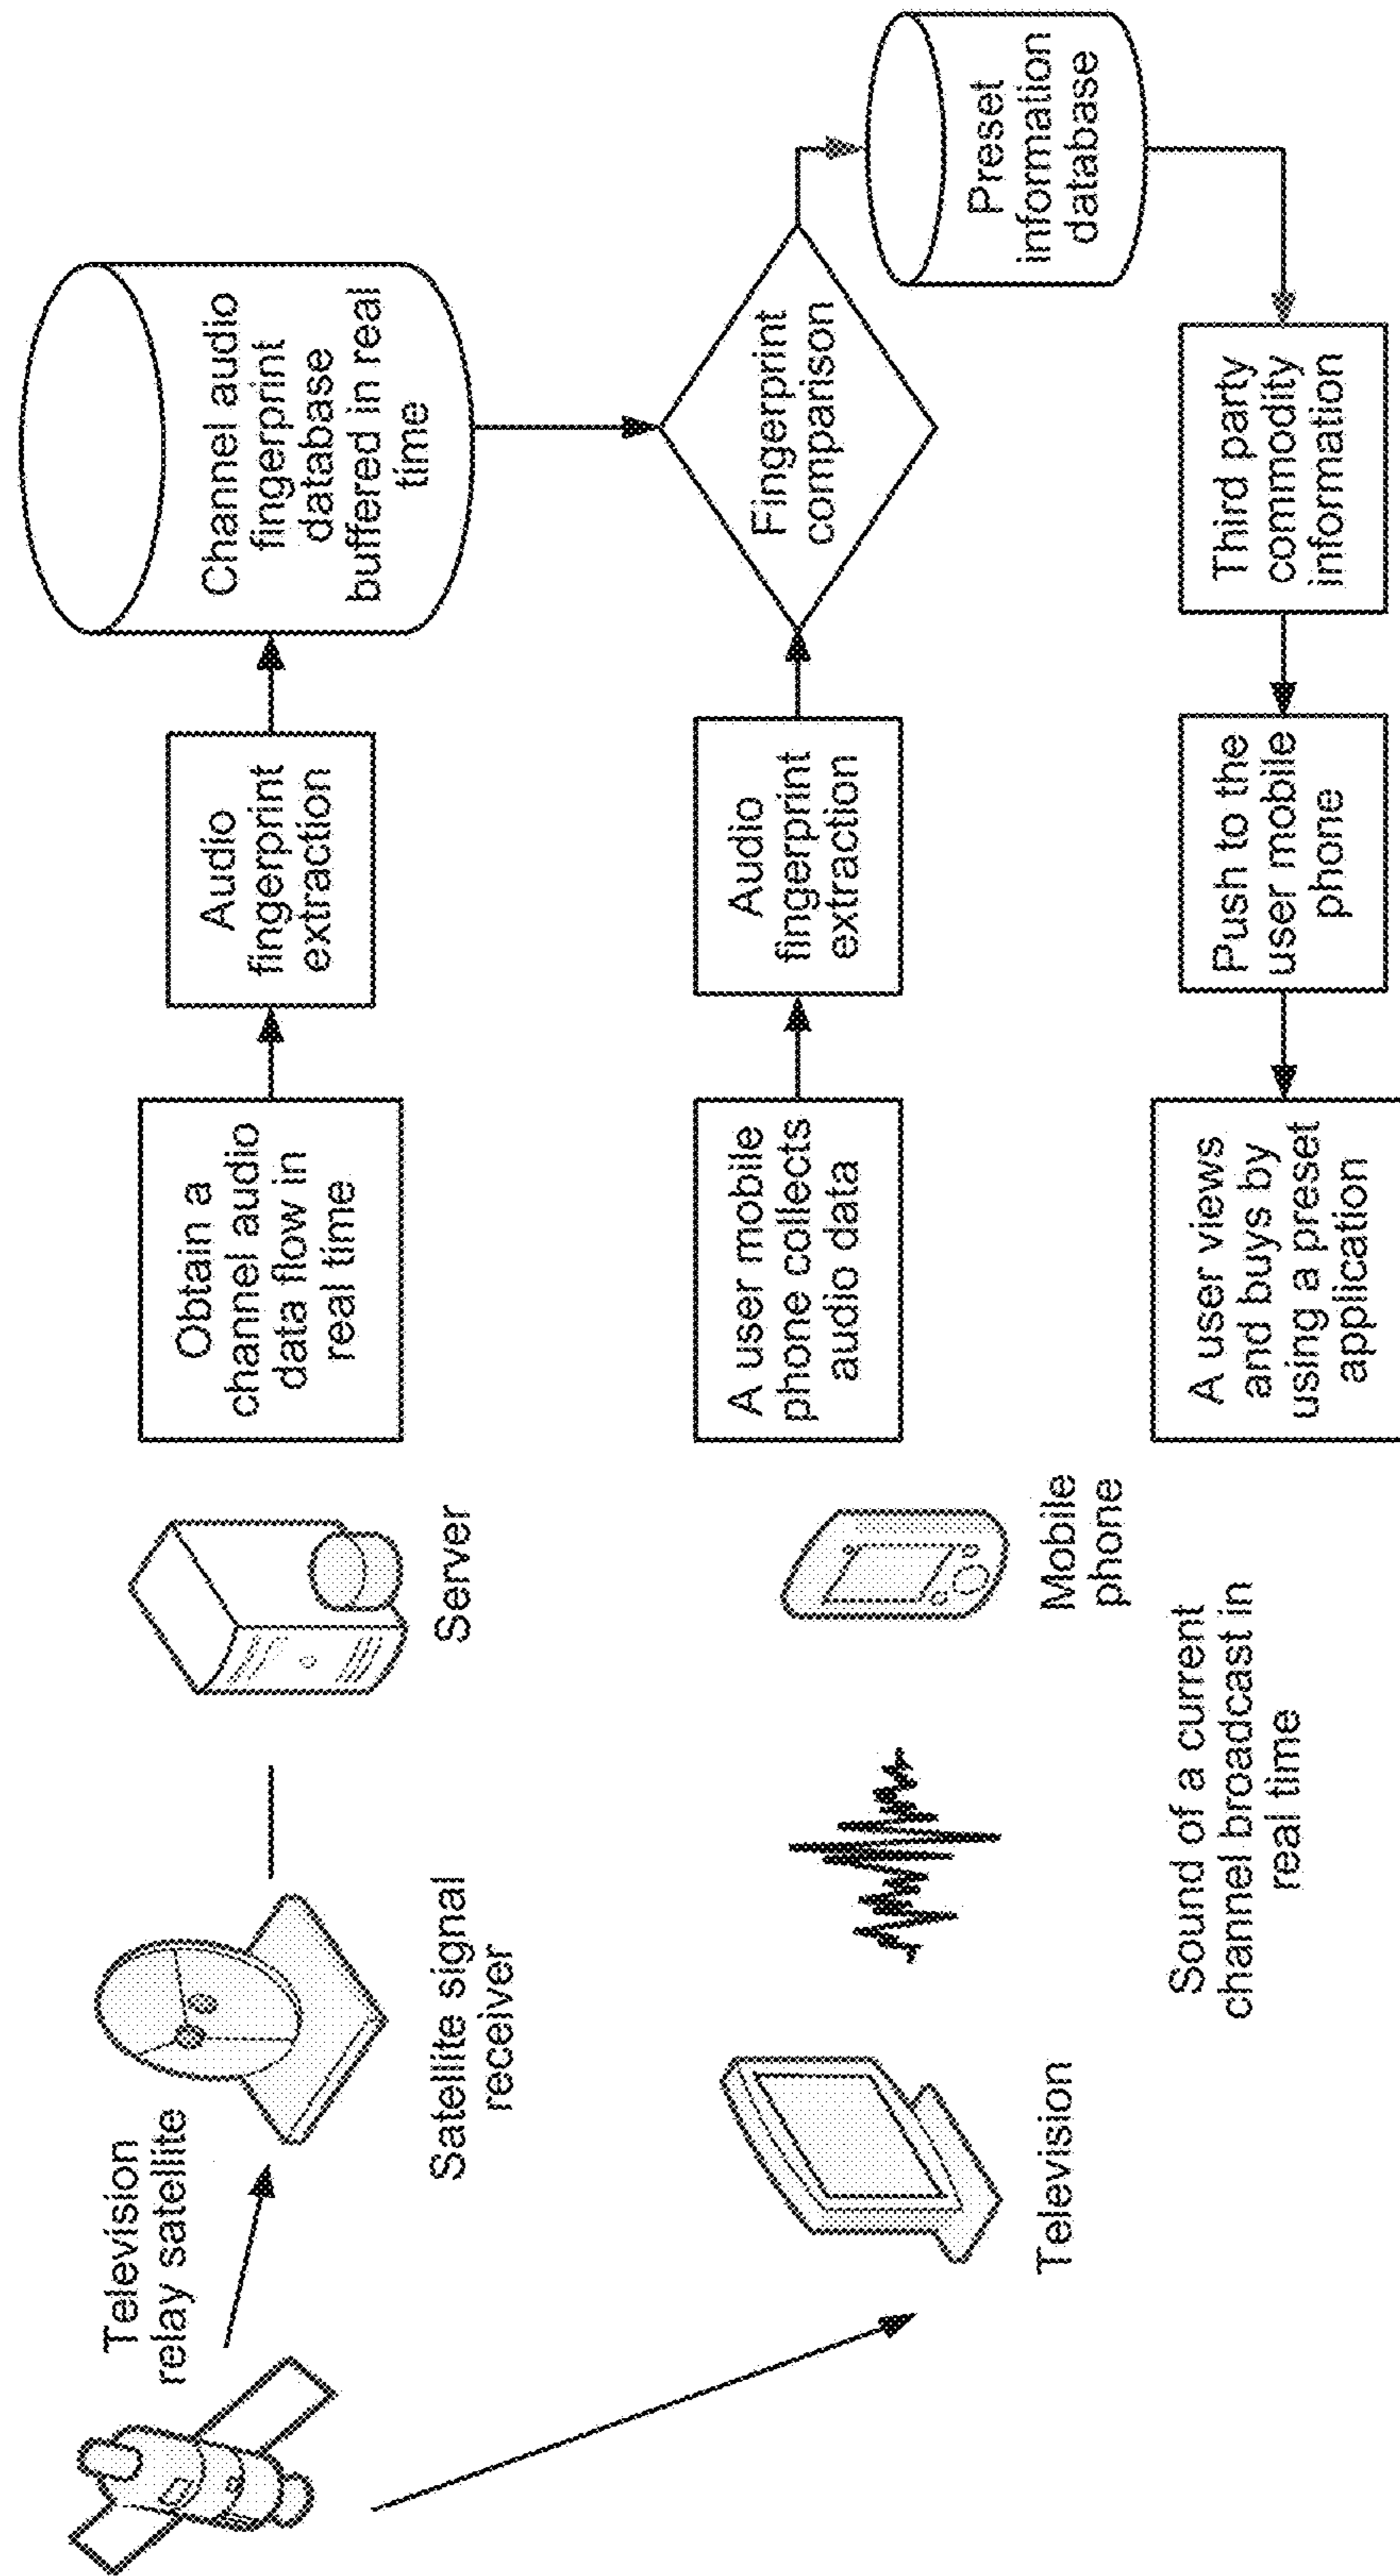 Television
relay satellite
Satellite signal
receiver
Server
Obtain a
channel audio
data flow in
real time
Audio
fingerprint
extraction
Channel audio
fingerprint
database
buffered in real
time
Television
Sound of a current
channel broadcast in
real time
Mobile
phone
A user mobile
phone collects
audio data
Audio
fingerprint
extraction
Fingerprint
comparison
Preset
information
database
Third party
commodity
information
Push to the
user mobile
phone
A user views
and buys by
using a preset
application